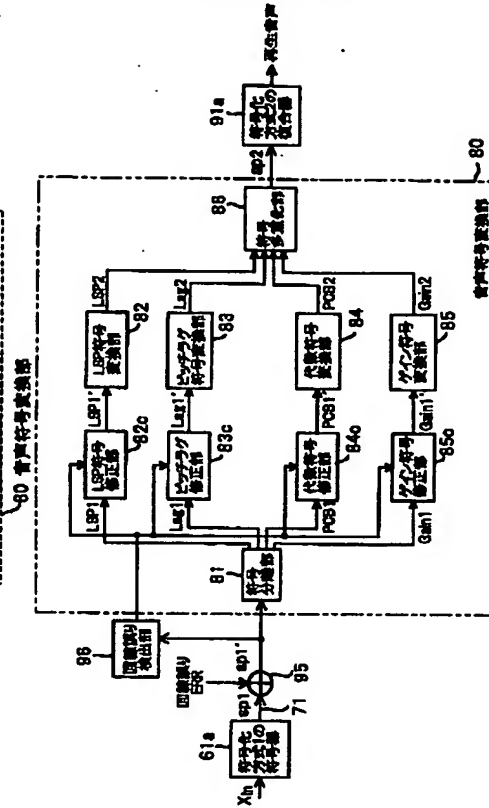 80 音声符号変換部
Xin
符号化
方式1の
符号器
61a
sp1
71
回線誤り
ERR
sp1'
95
回線誤り
検出部
96
符号
分離部
81
LSP1
LSP符号
修正部
82c
LSP1'
LSP符号
変換部
82
LSP2
Lag1
ピッチラグ
修正部
83c
Lag1'
ピッチラグ
符号変換部
83
Lag2
PCB1
代数符号
修正部
84c
PCB1'
代数符号
変換部
84
PCB2
Gain1
ゲイン符号
修正部
85c
Gain1'
ゲイン符号
変換部
85
Gain2
符号
多重化部
86
sp2
符号化
方式2の
復合器
91a
再生音声
80
音声符号変換部